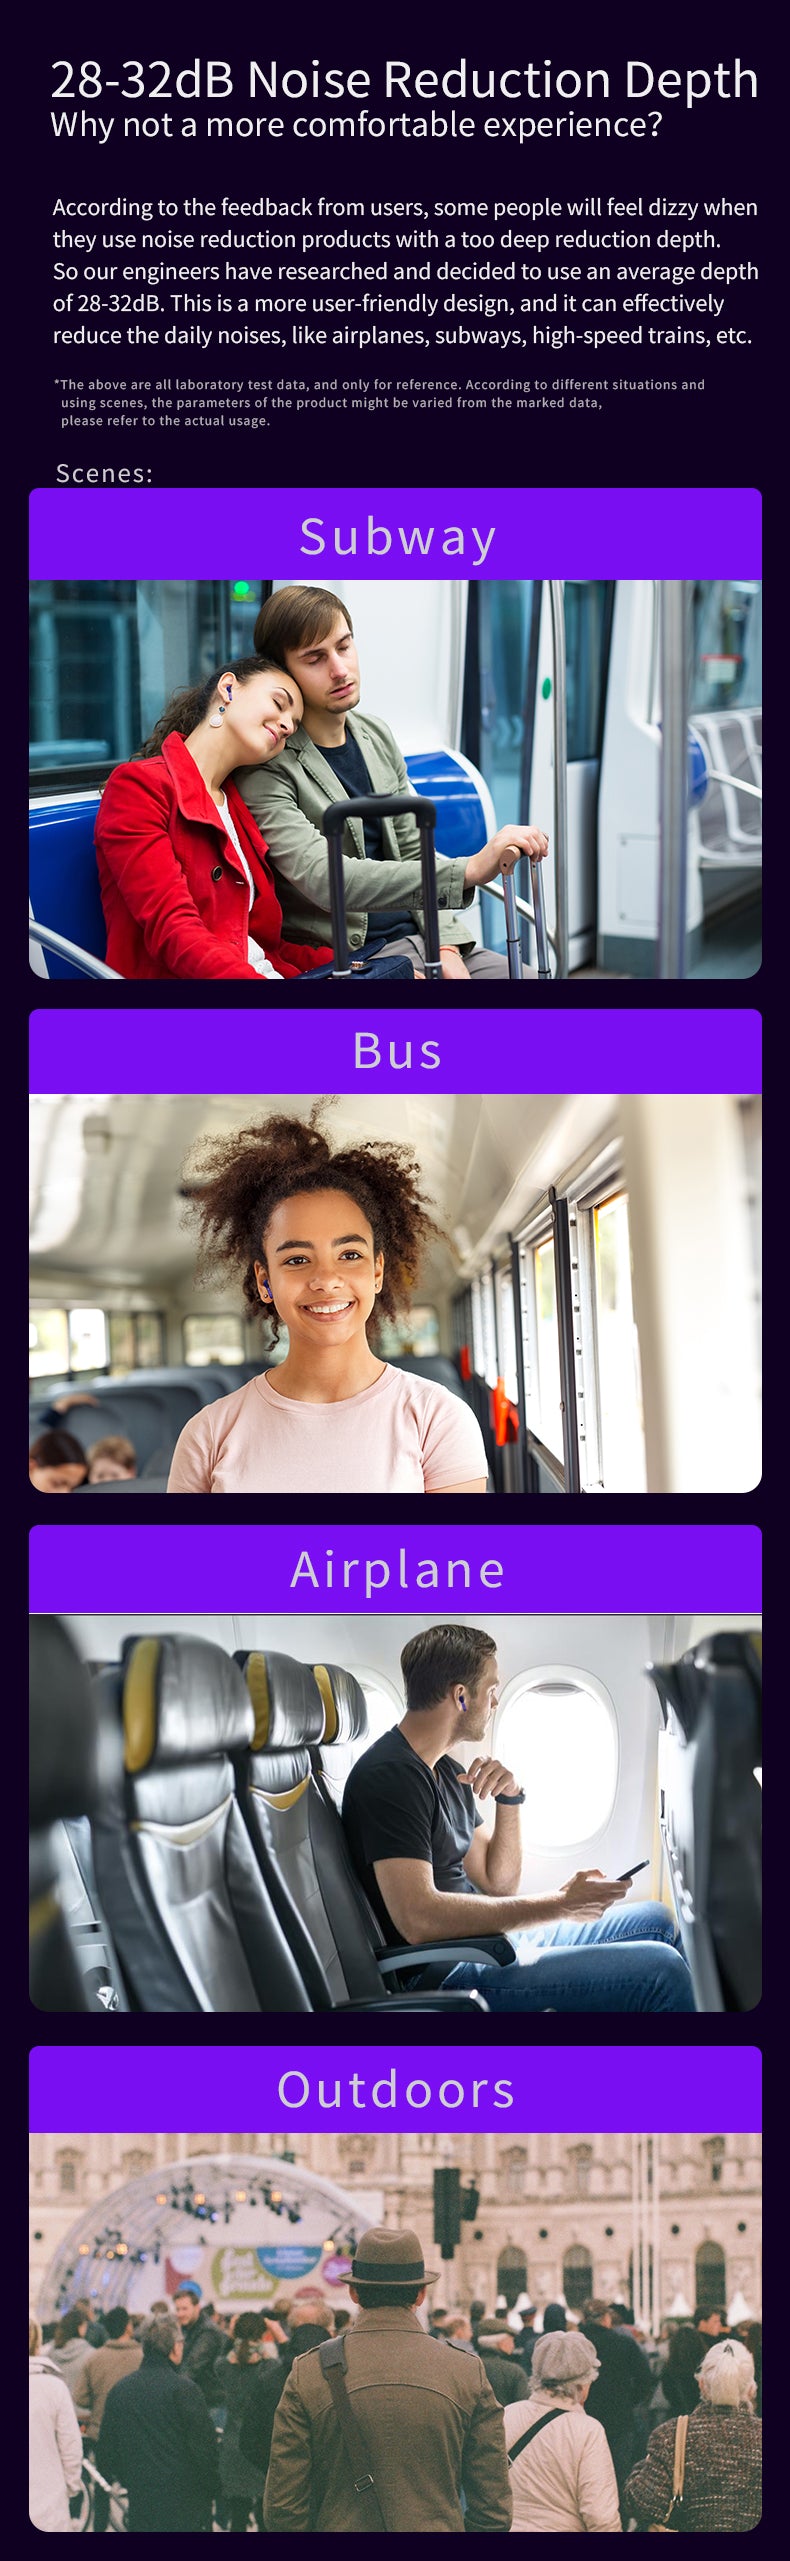 28-32dB Noise Reduction Depth
Why not a more comfortable experience?
According to the feedback from users, some people will feel dizzy when
they use noise reduction products with a too deep reduction depth.
So our engineers have researched and decided to use an average depth
of 28-32dB. This is a more user-friendly design, and it can effectively
reduce the daily noises, like airplanes, subways, high-speed trains, etc.
*The above are all laboratory test data, and only for reference. According to different situations and
using scenes, the parameters of the product might be varied from the marked data,
please refer to the actual usage.
Scenes:
Subway
Bus
Airplane
Outdoors